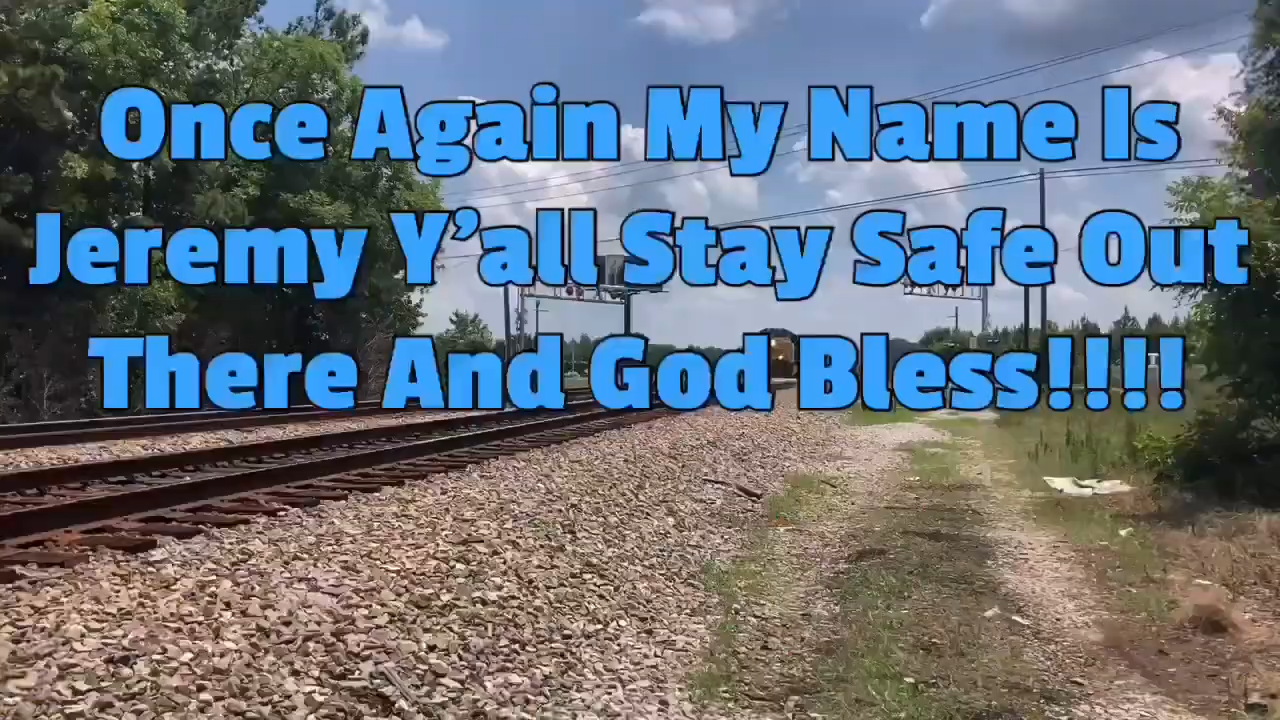 Once Again My Name Is
Jeremy Y’all Stay Safe Out
There And God Bless!!!!